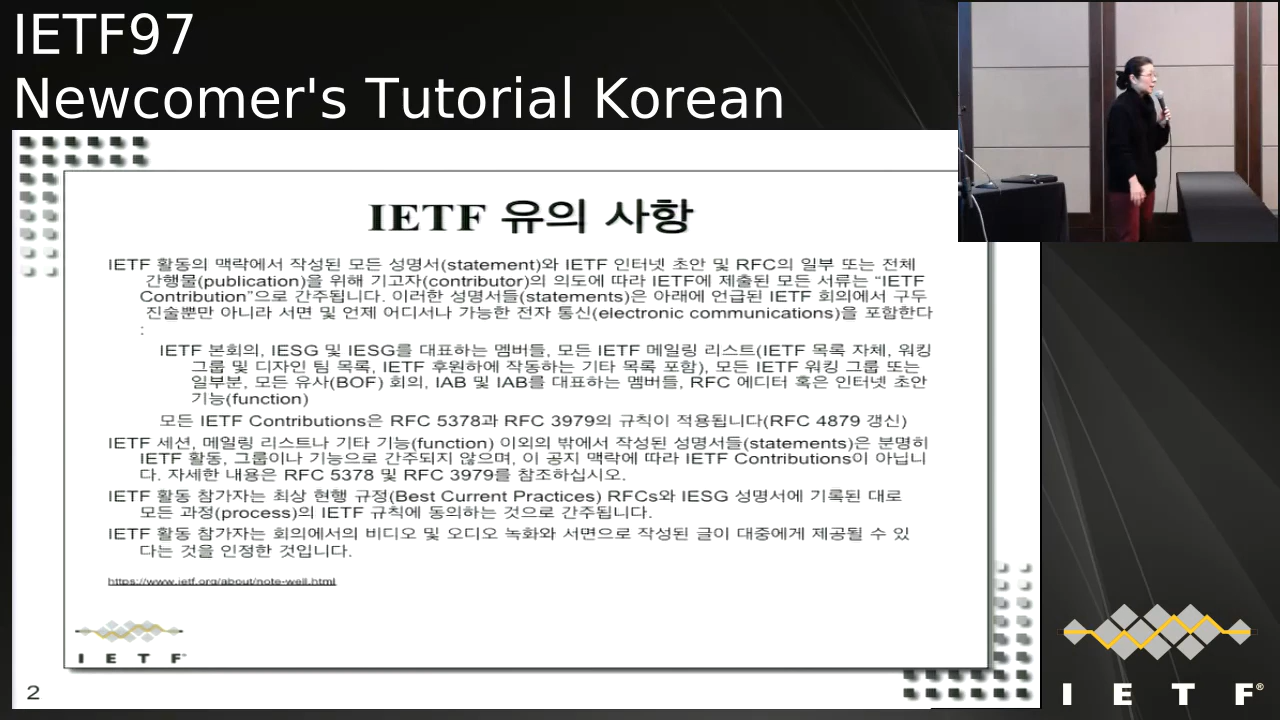 IETF97
Newcomer's Tutorial Korean
IETF 유의 사항
IETF 활동의 맥락에서 작성된 모든 성명서(statement)와 IETF 인터넷 초안 및 RFC의 일부 또는 전체
간행물(publication)을 위해 기고자(contributor)의 의도에 따라 IETF에 제출된 모든 서류는 “IETF
Contribution”으로 간주됩니다. 이러한 성명서들(statements)은 아래에 언급된 IETF 회의에서 구두
진술뿐만 아니라 서면 및 언제 어디서나 가능한 전자 통신(electronic communications)을 포함한다
:
IETF 본회의, IESG 및 IESG를 대표하는 멤버들, 모든 IETF 메일링 리스트(IETF 목록 자체, 워킹
그룹 및 디자인 팀 목록, IETF 후원하에 작동하는 기타 목록 포함), 모든 IETF 워킹 그룹 또는
일부분, 모든 유사(BOF) 회의, IAB 및 IAB를 대표하는 멤버들, RFC 에디터 혹은 인터넷 초안
기능(function)
모든 IETF Contributions은 RFC 5378과 RFC 3979의 규칙이 적용됩니다(RFC 4879 갱신)
IETF 세션, 메일링 리스트나 기타 기능(function) 이외의 밖에서 작성된 성명서들(statements)은 분명히
IETF 활동, 그룹이나 기능으로 간주되지 않으며, 이 공지 맥락에 따라 IETF Contributions이 아닙니
다. 자세한 내용은 RFC 5378 및 RFC 3979를 참조하십시오.
IETF 활동 참가자는 최상 현행 규정(Best Current Practices) RFCs와 IESG 성명서에 기록된 대로
모든 과정(process)의 IETF 규칙에 동의하는 것으로 간주됩니다.
IETF 활동 참가자는 회의에서의 비디오 및 오디오 녹화와 서면으로 작성된 글이 대중에게 제공될 수 있
다는 것을 인정한 것입니다.
https://www.ietf.org/about/note-well.html
I E T F
2
I E T F®